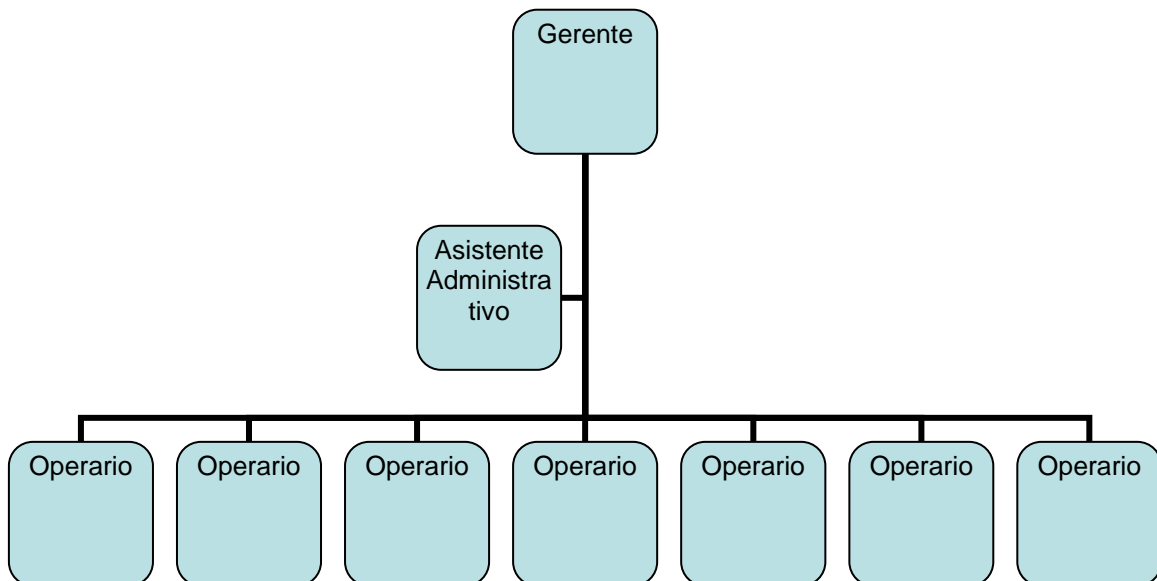 Gerente
Asistente
Administra
tivo
Operario
Operario
Operario
Operario
Operario
Operario
Operario